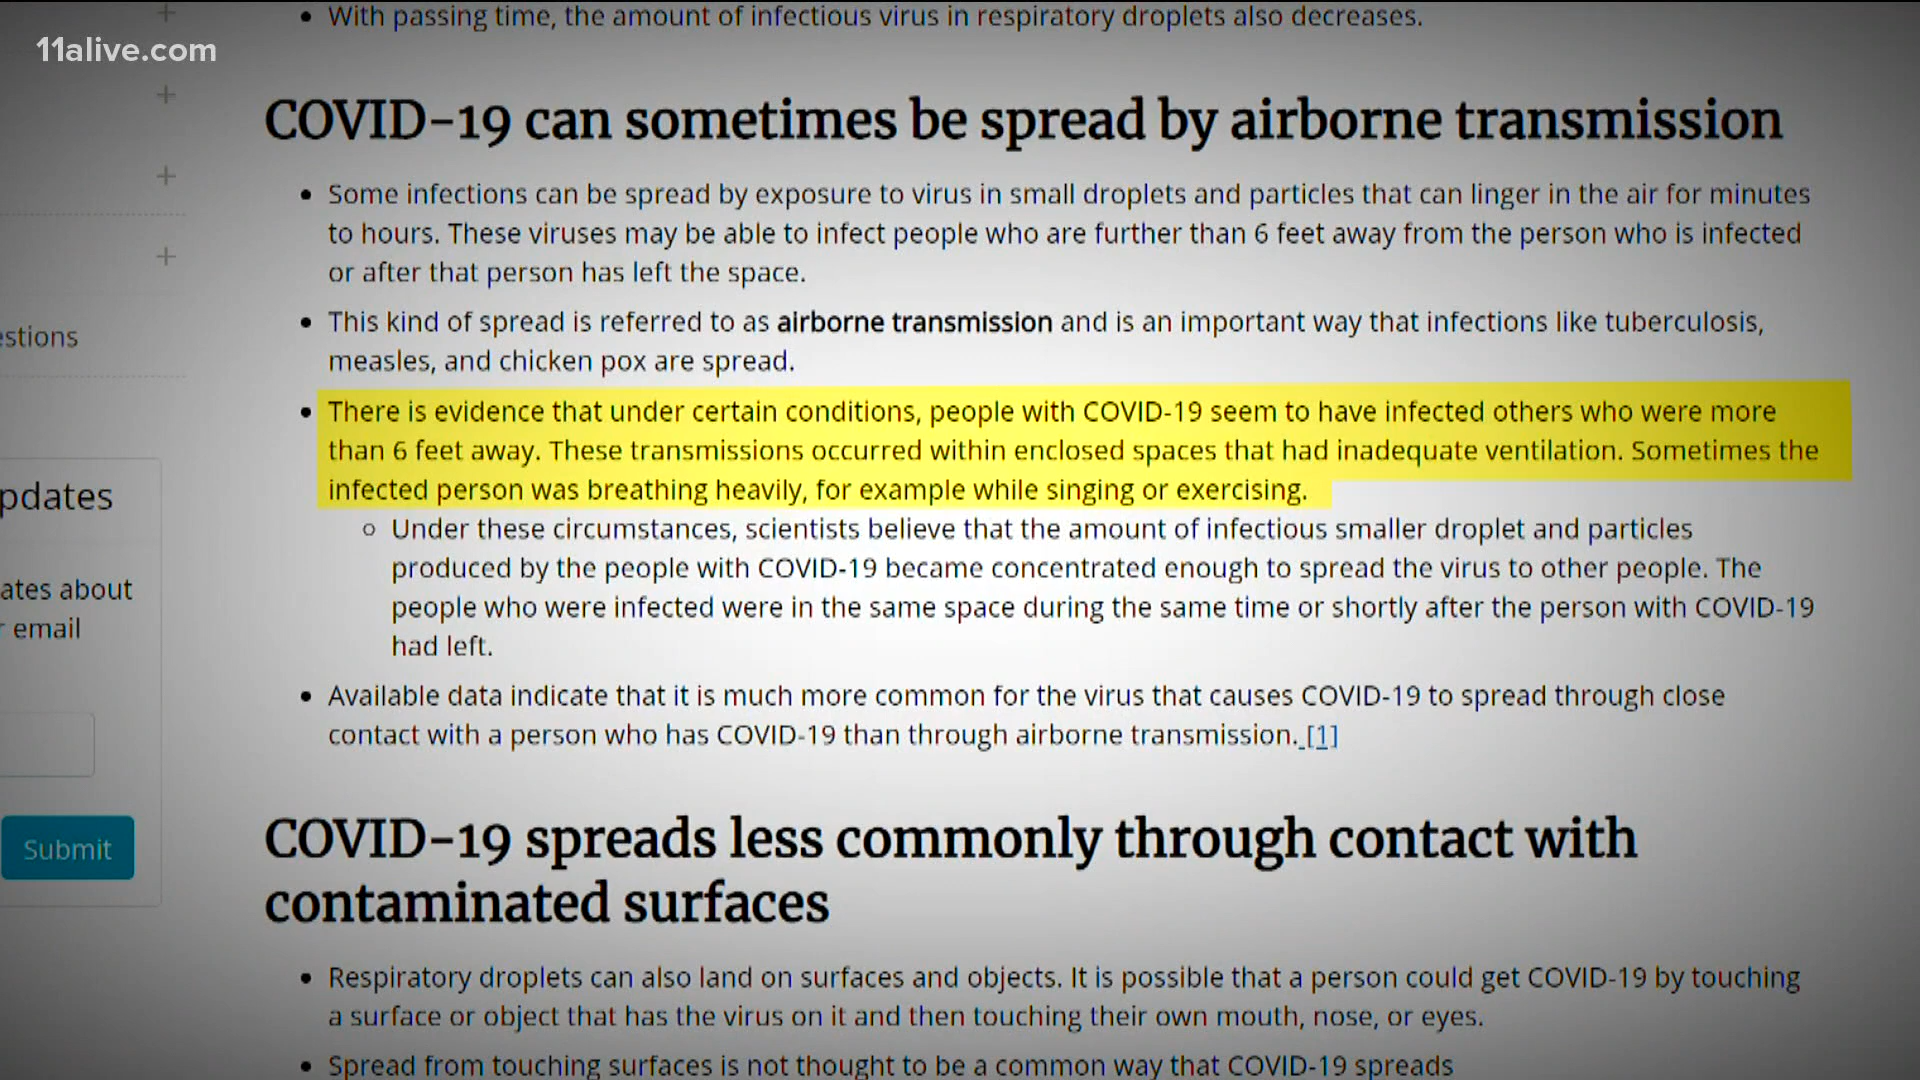 With passing time, the amount of infectious virus in respiratory droplets also decreases.
11alive.com
COVID-19 can sometimes be spread by airborne transmission
Some infections can be spread by exposure to virus in small droplets and particles that can linger in the air for minutes
to hours. These viruses may be able to infect people who are further than 6 feet away from the person who is infected
or after that person has left the space.
This kind of spread is referred to as airborne transmission and is an important way that infections like tuberculosis,
measles, and chicken pox are spread.
There is evidence that under certain conditions, people with COVID-19 seem to have infected others who were more
than 6 feet away. These transmissions occurred within enclosed spaces that had inadequate ventilation. Sometimes the
infected person was breathing heavily, for example while singing or exercising.
Under these circumstances, scientists believe that the amount of infectious smaller droplet and particles
produced by the people with COVID-19 became concentrated enough to spread the virus to other people. The
people who were infected were in the same space during the same time or shortly after the person with COVID-19
had left.
Available data indicate that it is much more common for the virus that causes COVID-19 to spread through close
contact with a person who has COVID-19 than through airborne transmission. [1]
COVID-19 spreads less commonly through contact with
contaminated surfaces
Respiratory droplets can also land on surfaces and objects. It is possible that a person could get COVID-19 by touching
a surface or object that has the virus on it and then touching their own mouth, nose, or eyes.
Spread from touching surfaces is not thought to be a common way that COVID-19 spreads
estions
pdates
ates about
r email
Submit